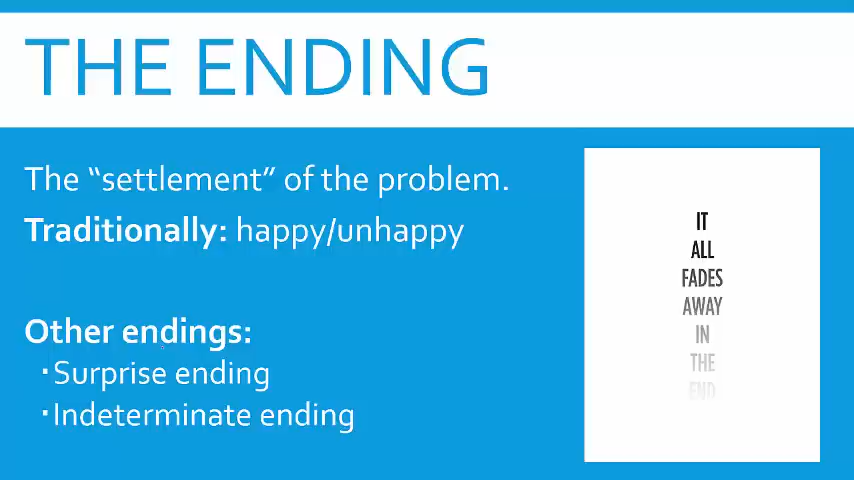 THE ENDING
The “settlement” of the problem.
Traditionally: happy/unhappy
Other endings:
▪Surprise ending
▪Indeterminate ending
IT
ALL
FADES
AWAY
IN
THE
END